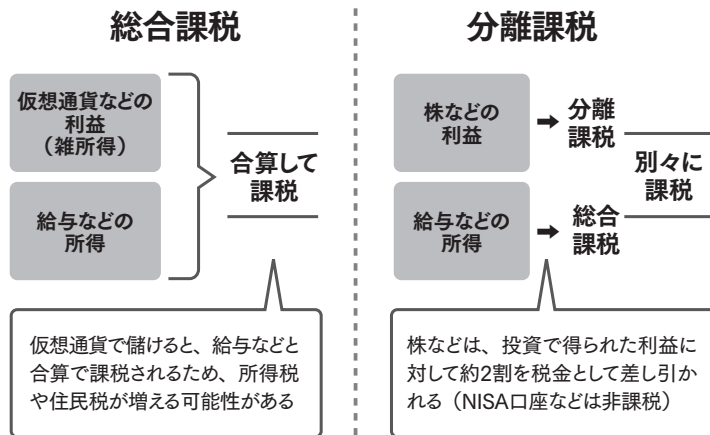 総合課税
仮想通貨などの
利益
（雑所得）
給与などの
所得
合算して
課税
仮想通貨で儲けると、給与などと
合算で課税されるため、所得税
や住民税が増える可能性がある
分離課税
株などの
利益
分離
課税
給与などの
所得
総合
課税
別々に
課税
株などは、投資で得られた利益に
対して約2割を税金として差し引か
れる（NISA口座などは非課税）